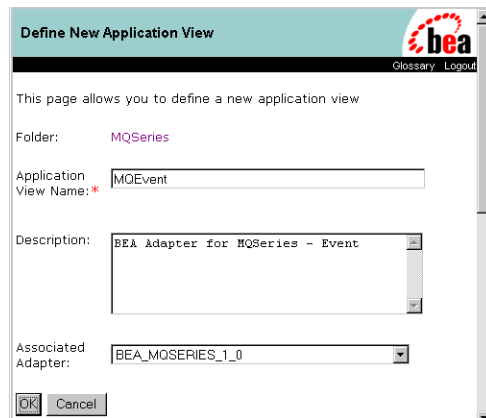 Define New Application View
bea
Glossary Logout
This page allows you to define a new application view
Folder: MQSeries
Application View Name:* MQEvent
Description: BEA Adapter for MQSeries - Event
Associated Adapter: BEA_MQSERIES_1_0
OK Cancel